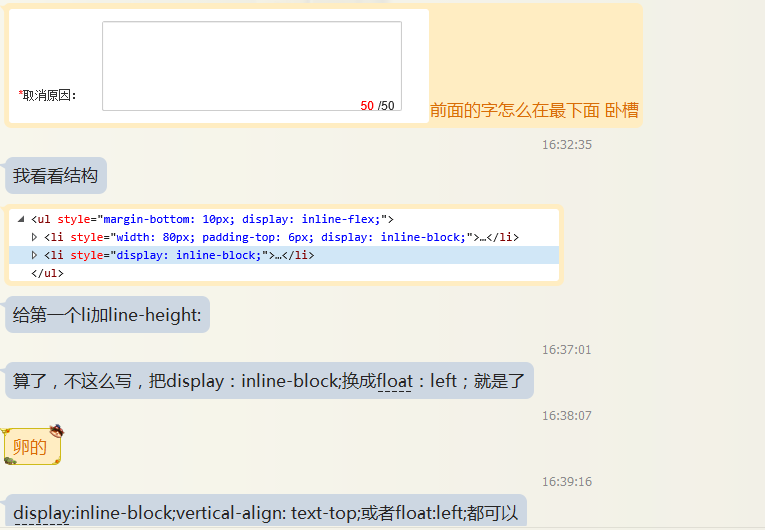 *取消原因:
50 /50
前面的字怎么在最下面 卧槽
16:32:35
我看看结构
<ul style="margin-bottom: 10px; display: inline-flex;">
<li style="width: 80px; padding-top: 6px; display: inline-block;">…</li>
<li style="display: inline-block;">…</li>
</ul>
给第一个li加line-height:
16:37:01
算了，不这么写，把display：inline-block;换成float：left；就是了
16:38:07
卵的
16:39:16
display:inline-block;vertical-align: text-top;或者float:left;都可以